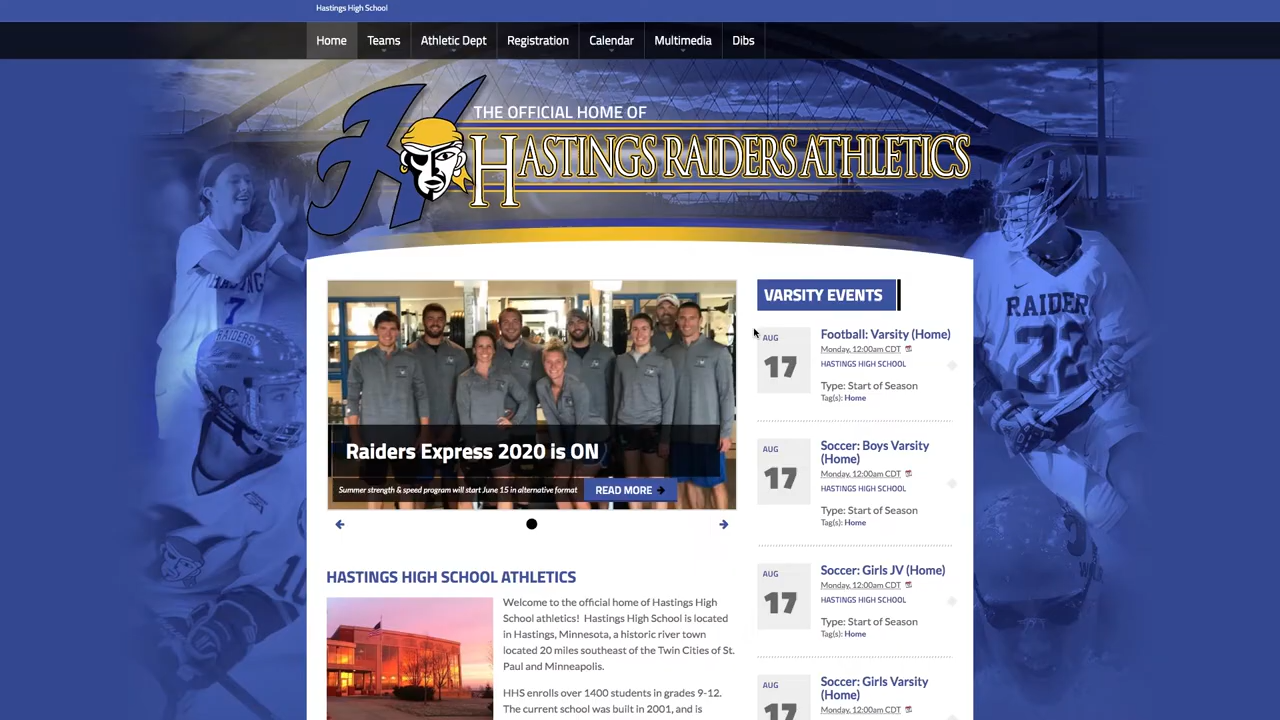 Hastings High School
Home Teams Athletic Dept Registration Calendar Multimedia Dibs
THE OFFICIAL HOME OF
HASTINGS RAIDERS ATHLETICS
RAIDERS
7
RAIDERS
22
Raiders Express 2020 is ON
Summer strength & speed program will start June 15 in alternative format
READ MORE
HASTINGS HIGH SCHOOL ATHLETICS
Welcome to the official home of Hastings High
School athletics! Hastings High School is located
in Hastings, Minnesota, a historic river town
located 20 miles southeast of the Twin Cities of St.
Paul and Minneapolis.
HHS enrolls over 1400 students in grades 9-12.
The current school was built in 2001, and is
VARSITY EVENTS
AUG
17
Football: Varsity (Home)
Monday, 12:00am CDT
HASTINGS HIGH SCHOOL
Type: Start of Season
Tag(s): Home
AUG
17
Soccer: Boys Varsity
(Home)
Monday, 12:00am CDT
HASTINGS HIGH SCHOOL
Type: Start of Season
Tag(s): Home
AUG
17
Soccer: Girls JV (Home)
Monday, 12:00am CDT
HASTINGS HIGH SCHOOL
Type: Start of Season
Tag(s): Home
AUG
17
Soccer: Girls Varsity
(Home)
Monday, 12:00am CDT